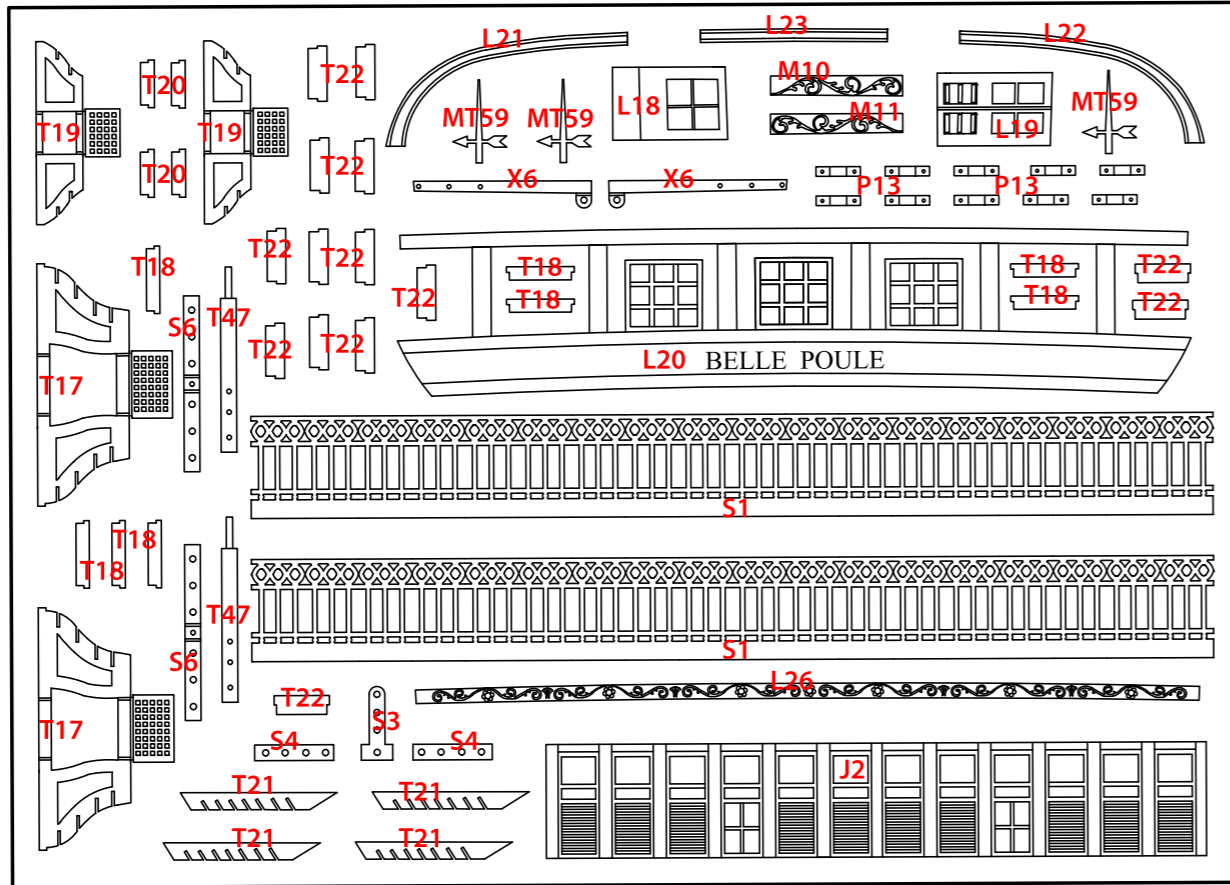 L21
L23
L22
T20
T22
M10
L18
MT59
MT59
M11
MT59
T19
T19
L19
T20
T22
X6
X6
P13
P13
T22
T22
T18
T18
T18
T22
T22
T18
T18
T22
S6
T47
T22
T22
T17
L20 BELLE POULE
S1
T18
T18
T47
S1
S6
L26
T22
T17
S3
S4
S4
J2
T21
T21
T21
T21